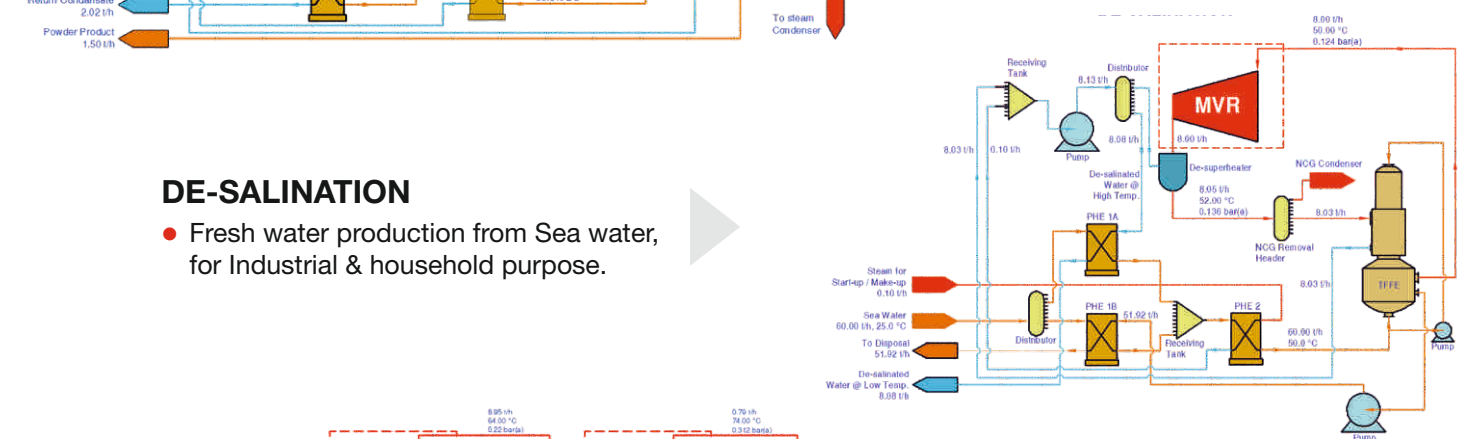 Return Condansate
2.02 t/h
Powder Product
1.50 t/h
To steam
Condenser
DE-SALINATION
8.00 t/h
50.00 °C
0.124 bar(a)
Receiving
Tank
8.13 t/h
Distributor
MVR
8.03 t/h
0.10 t/h
Pump
8.08 t/h
8.00 t/h
De-superheater
NCG Condenser
De-salinated
Water @
High Temp.
8.05 t/h
52.00 °C
0.136 bar(a)
8.03 t/h
NCG Removal
Header
PHE 1A
DE-SALINATION
Fresh water production from Sea water,
for Industrial & household purpose.
Steam for
Start-up / Make-up
0.10 t/h
8.03 t/h
TFFE
Sea Water
60.00 t/h, 25.0 °C
Distributor
PHE 1B
51.92 t/h
PHE 2
Receiving
Tank
60.00 t/h
50.0 °C
Pump
To Disposal
51.92 t/h
De-salinated
Water @ Low Temp.
8.08 t/h
Pump
8.95 t/h
64.00 °C
0.22 bar(a)
0.79 t/h
74.00 °C
0.312 bar(a)